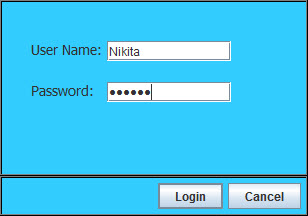 User Name: Nikita
Password: ••••••
Login Cancel